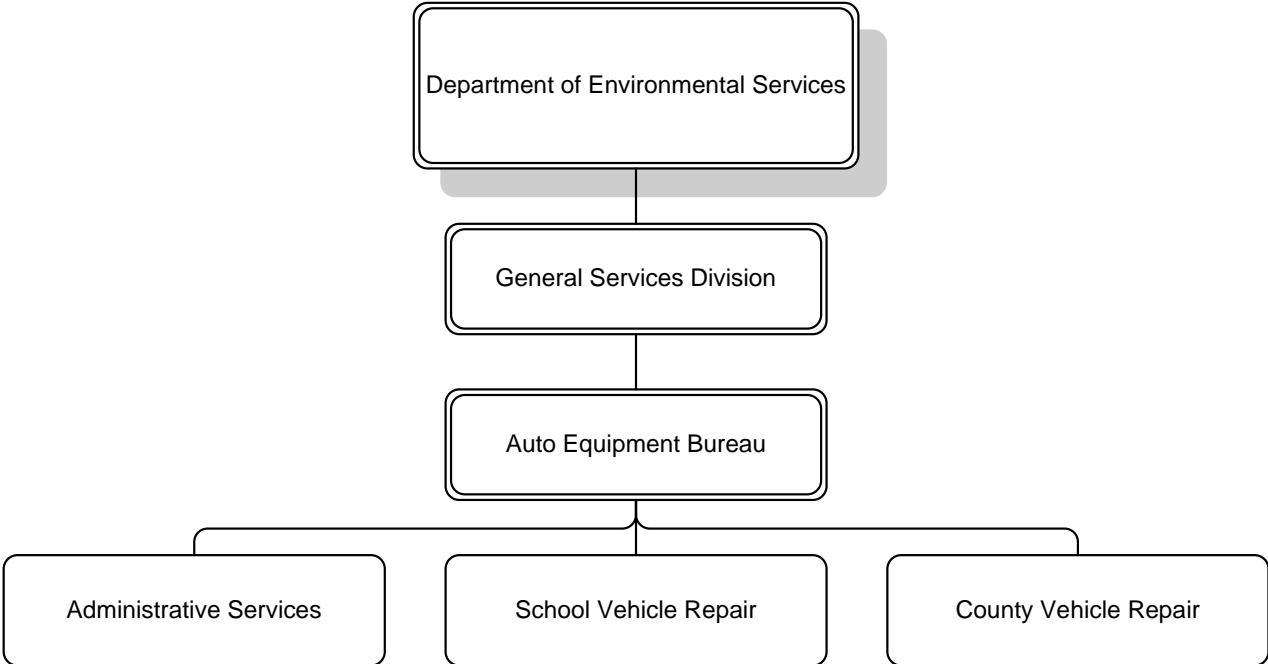 Department of Environmental Services
General Services Division
Auto Equipment Bureau
Administrative Services
School Vehicle Repair
County Vehicle Repair